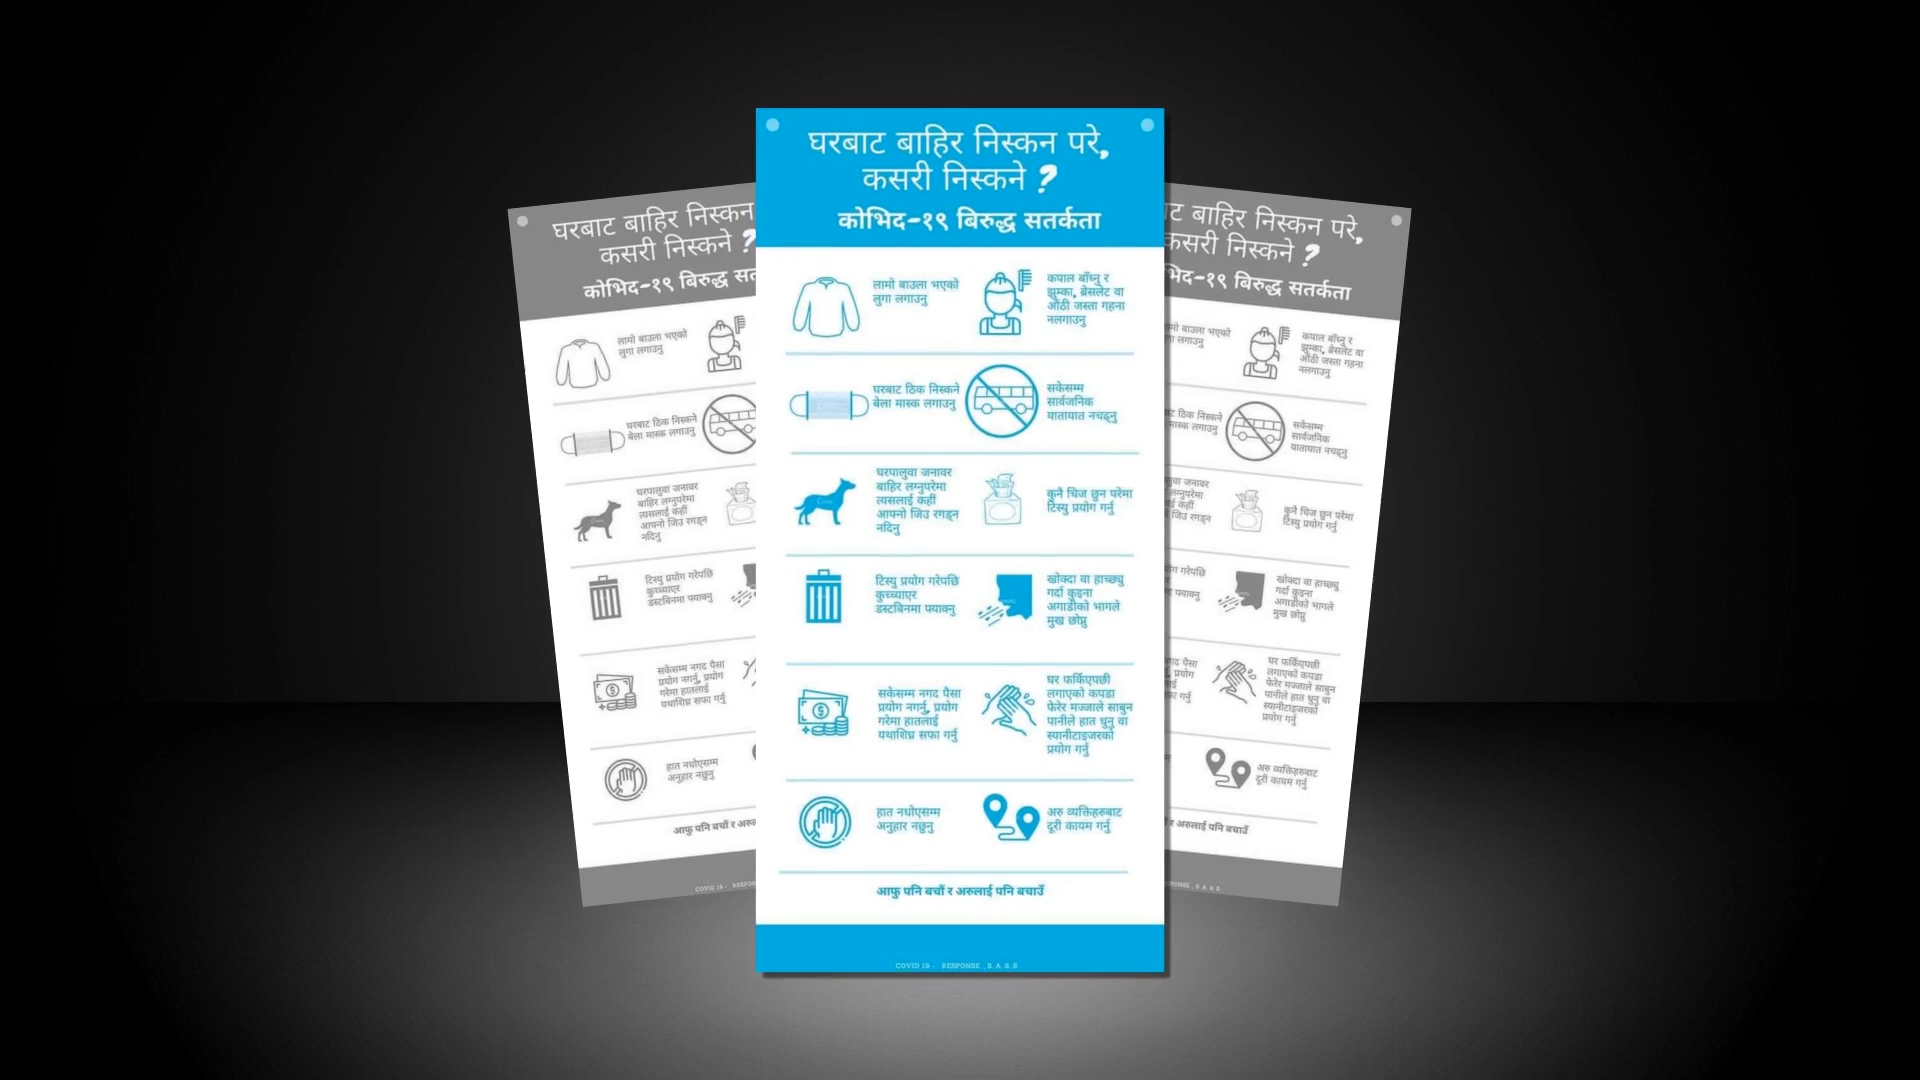 घरबाट बाहिर निस्कन परे,
कसरी निस्कने ?
कोभिद-१९ बिरुद्ध सतर्कता
लामो बाउला भएको
लुगा लगाउनु
कपाल बाँध्नु र
झुम्का, ब्रेसलेट वा
औंठी जस्ता गहना
नलगाउनु
घरबाट ठिक निस्कने
बेला मास्क लगाउनु
सकेसम्म
सार्वजनिक
यातायात नचढ्नु
घरपालुवा जनावर
बाहिर लग्नुपरेमा
त्यसलाई कहीं
आफ्नो जिउ रगड्न
नदिनु
कुनै चिज छुन परेमा
टिस्यु प्रयोग गर्नु
टिस्यु प्रयोग गरेपछि
कुच्च्याएर
डस्टबिनमा फ्याक्नु
खोक्दा वा हाच्छ्यु
गर्दा कुइना
अगाडीको भागले
मुख छोप्नु
सकेसम्म नगद पैसा
प्रयोग नगर्नु, प्रयोग
गरेमा हातलाई
यथाशिघ्र सफा गर्नु
घर फर्किएपछी
लगाएको कपडा
फेरेर मज्जाले साबुन
पानीले हात धुनु वा
स्यानीटाइजरको
प्रयोग गर्नु
हात नधोएसम्म
अनुहार नछुनु
अरु व्यक्तिहरुबाट
दूरी कायम गर्नु
आफु पनि बचौं र अरुलाई पनि बचाउँ
COVID 19 - RESPONSE , B. A. S. S